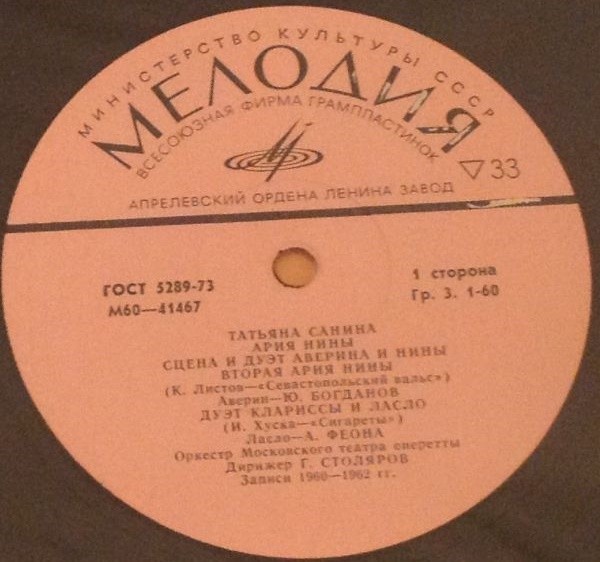 МИНИСТЕРСТВО КУЛЬТУРЫ СССР
МЕЛОДИЯ
ВСЕСОЮЗНАЯ ФИРМА ГРАМПЛАСТИНОК
▽33
АПРЕЛЕВСКИЙ ОРДЕНА ЛЕНИНА ЗАВОД
ГОСТ 5289-73
М60—41467
1 сторона
Гр. 3. 1-60
ТАТЬЯНА САНИНА
АРИЯ НИНЫ
СЦЕНА И ДУЭТ АВЕРИНА И НИНЫ
ВТОРАЯ АРИЯ НИНЫ
(К. Листов—«Севастопольский вальс»)
Аверин—Ю. БОГДАНОВ
ДУЭТ КЛАРИССЫ И ЛАСЛО
(И. Хуска—«Сигареты»)
Ласло—А. ФЕОНА
Оркестр Московского театра оперетты
Дирижер Г. СТОЛЯРОВ
Записи 1960—1962 гг.